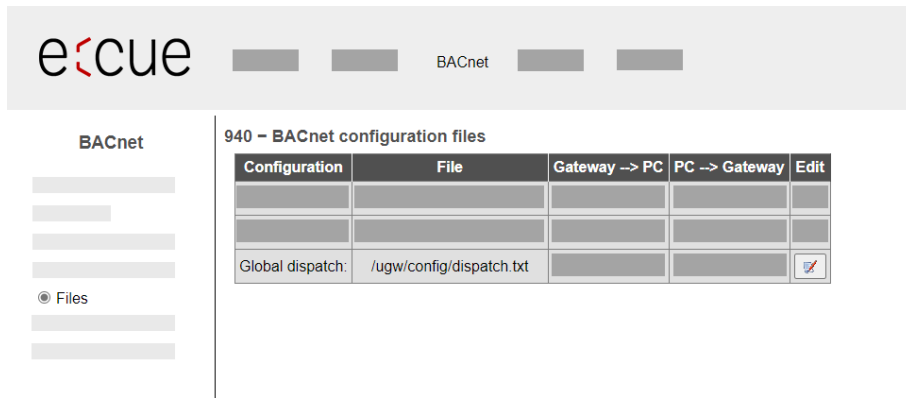 e:cue
BACnet
BACnet
940 − BACnet configuration files
Configuration File Gateway --> PC PC --> Gateway Edit
Global dispatch: /ugw/config/dispatch.txt
Files